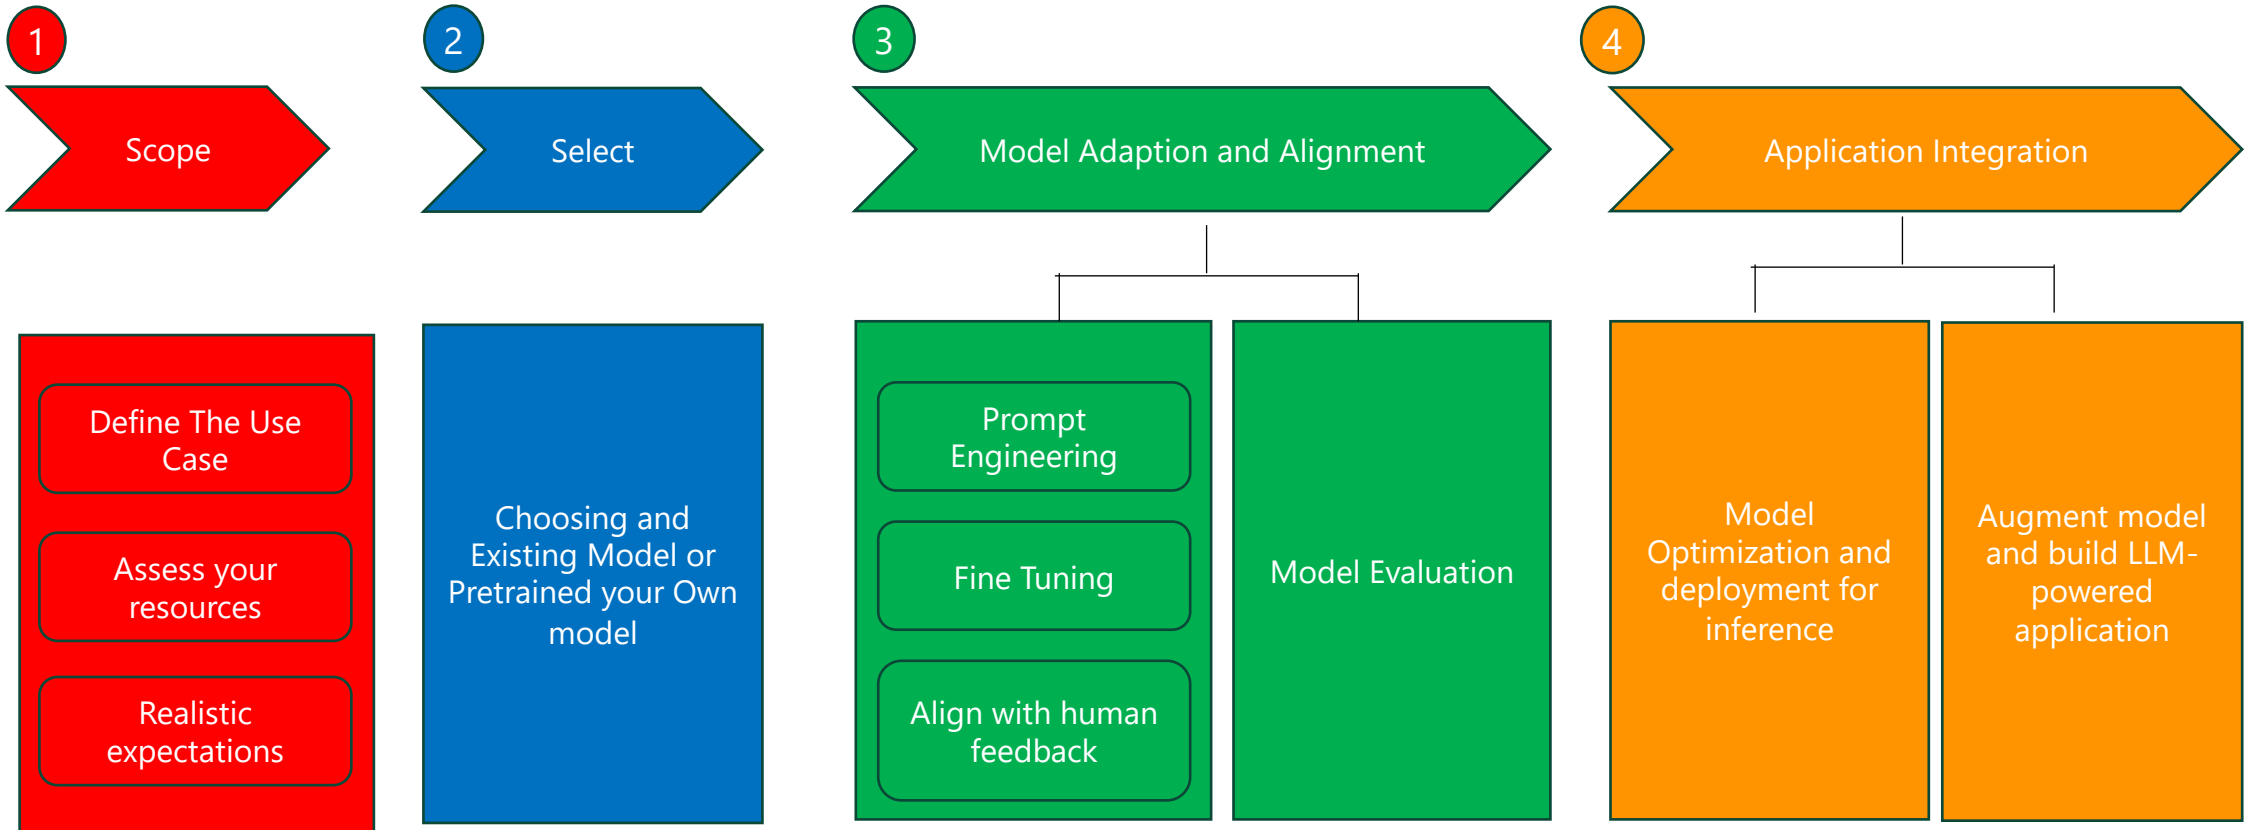 1
Scope
Define The Use
Case
Assess your
resources
Realistic
expectations
2
Select
Choosing and
Existing Model or
Pretrained your Own
model
3
Model Adaption and Alignment
Prompt
Engineering
Fine Tuning
Align with human
feedback
Model Evaluation
4
Application Integration
Model
Optimization and
deployment for
inference
Augment model
and build LLM-
powered
application